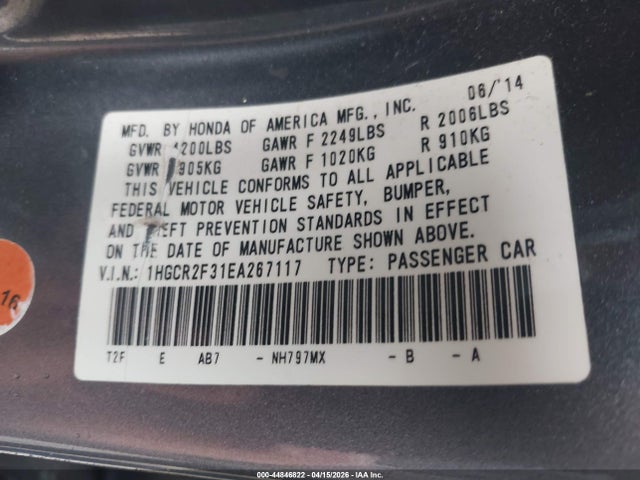 MFD. BY HONDA OF AMERICA MFG., INC. 06/'14
GVWR 4200LBS GAWR F 2249LBS R 2006LBS
GVWR 1905KG GAWR F 1020KG R 910KG
THIS VEHICLE CONFORMS TO ALL APPLICABLE
FEDERAL MOTOR VEHICLE SAFETY, BUMPER,
AND THEFT PREVENTION STANDARDS IN EFFECT
ON THE DATE OF MANUFACTURE SHOWN ABOVE.
V.I.N.: 1HGCR2F31EA267117 TYPE: PASSENGER CAR
T2F E AB7 - NH797MX - B - A
16
000-44846822 - 04/15/2026 - IAA Inc.